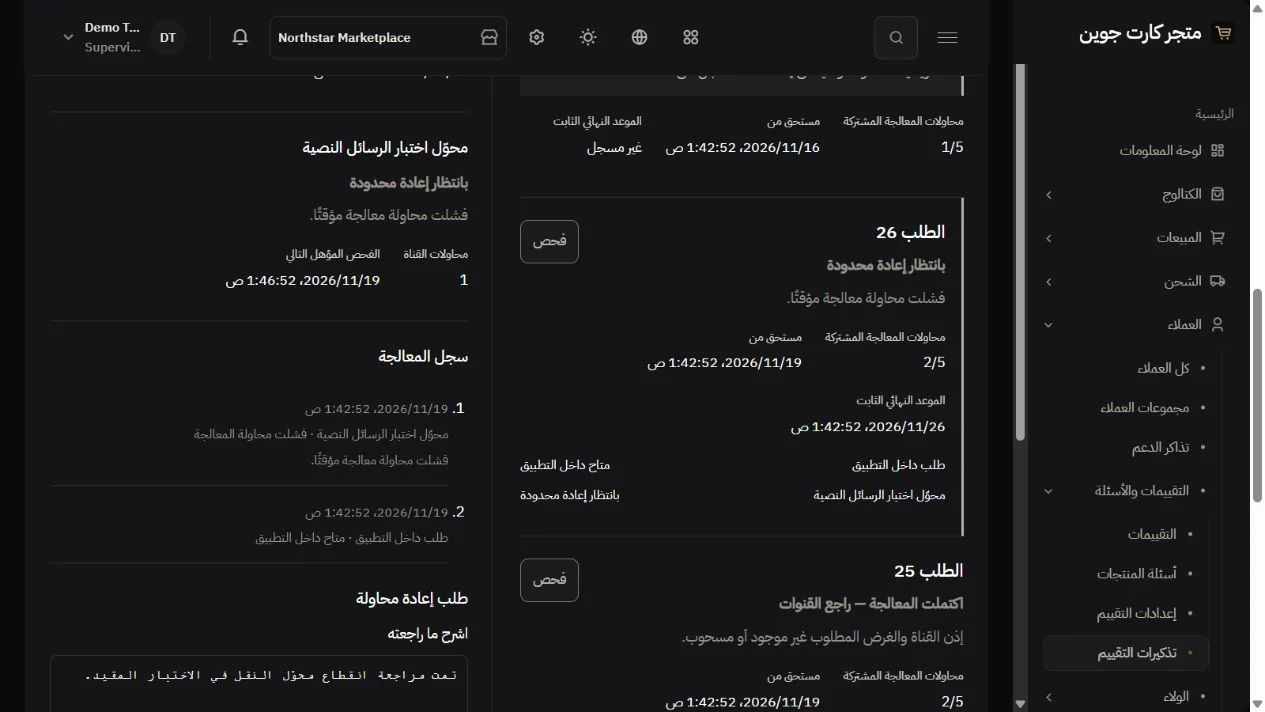 متجر كارت جوين
Northstar Marketplace
DT
Demo T...
Supervi...
الرئيسية
لوحة المعلومات
الكتالوج
المبيعات
الشحن
العملاء
كل العملاء
مجموعات العملاء
تذاكر الدعم
التقييمات والأسئلة
التقييمات
أسئلة المنتجات
إعدادات التقييم
تذكيرات التقييم
الولاء
محاولات المعالجة المشتركة
1/5
مستحق من
2026/11/16، 1:42:52 ص
الموعد النهائي الثابت
غير مسجل
الطلب 26
فحص
بانتظار إعادة محدودة
فشلت محاولة معالجة مؤقتًا.
محاولات المعالجة المشتركة
2/5
مستحق من
2026/11/19، 1:42:52 ص
الموعد النهائي الثابت
2026/11/26، 1:42:52 ص
طلب داخل التطبيق
متاح داخل التطبيق
محوّل اختبار الرسائل النصية
بانتظار إعادة محدودة
الطلب 25
فحص
اكتملت المعالجة — راجع القنوات
إذن القناة والغرض المطلوب غير موجود أو مسحوب.
محاولات المعالجة المشتركة
2/5
مستحق من
2026/11/19، 1:42:52 ص
محوّل اختبار الرسائل النصية
بانتظار إعادة محدودة
فشلت محاولة معالجة مؤقتًا.
محاولات القناة
1
الفحص المؤهل التالي
2026/11/19، 1:46:52 ص
سجل المعالجة
1. 2026/11/19، 1:42:52 ص
محوّل اختبار الرسائل النصية · فشلت محاولة المعالجة
فشلت محاولة معالجة مؤقتًا.
2. 2026/11/19، 1:42:52 ص
طلب داخل التطبيق · متاح داخل التطبيق
طلب إعادة محاولة
اشرح ما راجعته
تمت مراجعة انقطاع محوّل النقل في الاختبار المقيد.